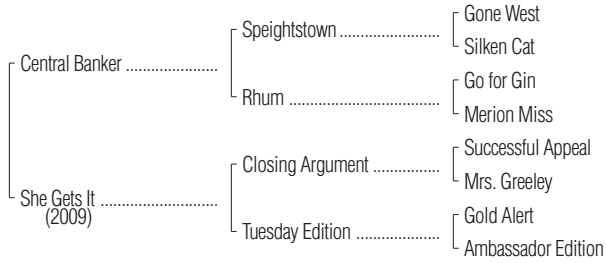 Gone West
Speightstown ....................
Silken Cat
Central Banker ....................
Go for Gin
Rhum ....................
Merion Miss
Successful Appeal
Closing Argument ....................
Mrs. Greeley
She Gets It ....................
(2009)
Gold Alert
Tuesday Edition ....................
Ambassador Edition